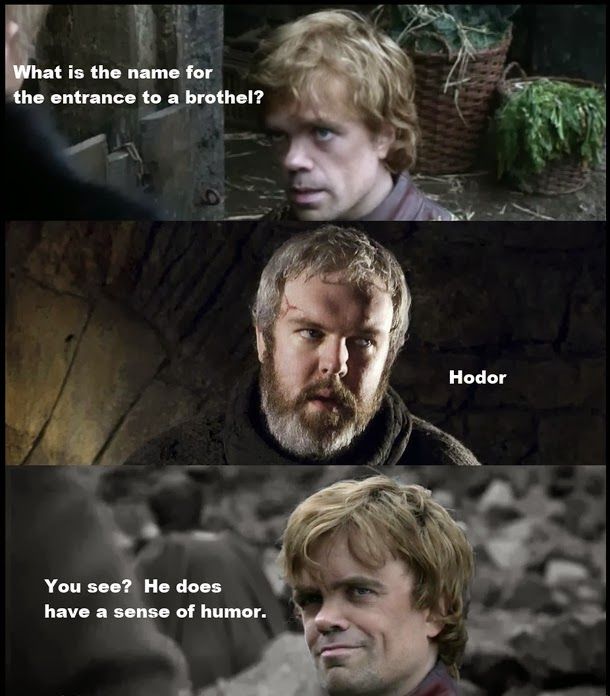 What is the name for
the entrance to a brothel?
Hodor
You see?  He does
have a sense of humor.